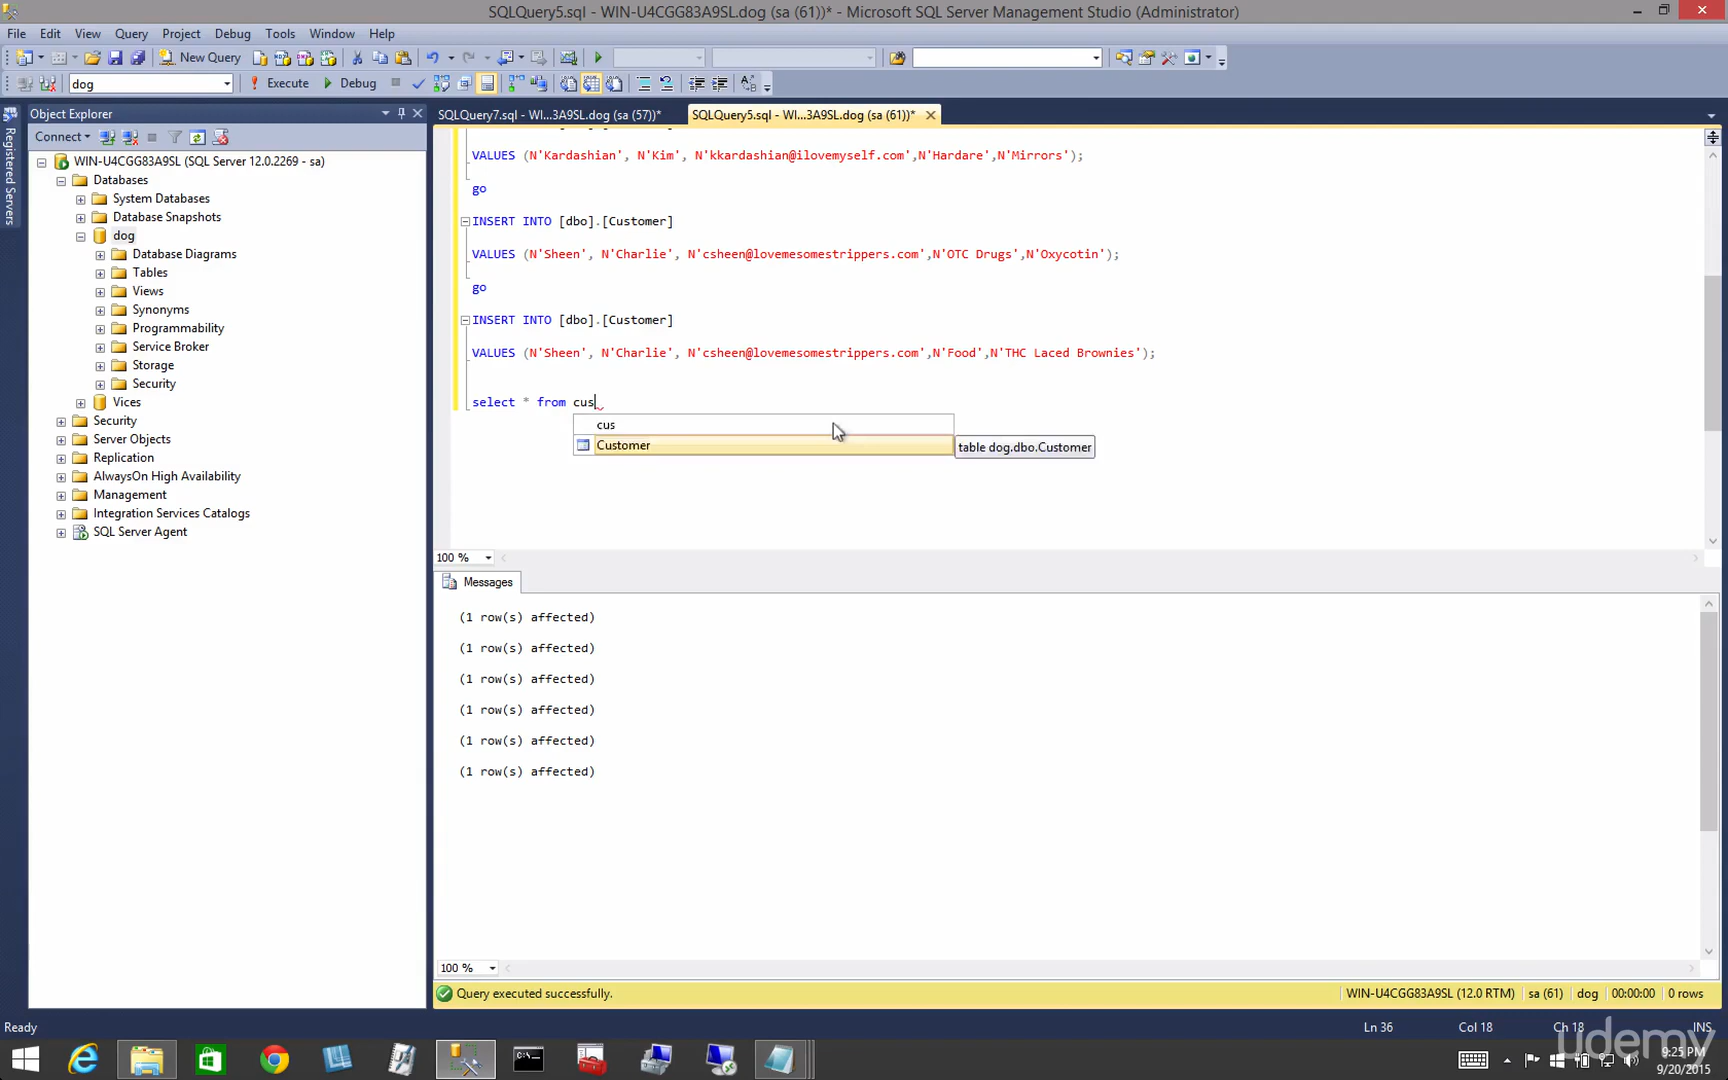 SQLQuery5.sql - WIN-U4CGG83A9SL.dog (sa (61))* - Microsoft SQL Server Management Studio (Administrator)
File Edit View Query Project Debug Tools Window Help
New Query
dog Execute Debug
Registered Servers
Object Explorer
Connect
WIN-U4CGG83A9SL (SQL Server 12.0.2269 - sa)
Databases
System Databases
Database Snapshots
dog
Database Diagrams
Tables
Views
Synonyms
Programmability
Service Broker
Storage
Security
Vices
Security
Server Objects
Replication
AlwaysOn High Availability
Management
Integration Services Catalogs
SQL Server Agent
SQLQuery7.sql - WI...3A9SL.dog (sa (57))* SQLQuery5.sql - WI...3A9SL.dog (sa (61))*
VALUES (N'Kardashian', N'Kim', N'kkardashian@ilovemyself.com',N'Hardare',N'Mirrors');
go
INSERT INTO [dbo].[Customer]
VALUES (N'Sheen', N'Charlie', N'csheen@lovemesomestrippers.com',N'OTC Drugs',N'Oxycotin');
go
INSERT INTO [dbo].[Customer]
VALUES (N'Sheen', N'Charlie', N'csheen@lovemesomestrippers.com',N'Food',N'THC Laced Brownies');
select * from cus
cus
Customer
table dog.dbo.Customer
100 %
Messages
(1 row(s) affected)
(1 row(s) affected)
(1 row(s) affected)
(1 row(s) affected)
(1 row(s) affected)
(1 row(s) affected)
100 %
Query executed successfully. WIN-U4CGG83A9SL (12.0 RTM) sa (61) dog 00:00:00 0 rows
Ready Ln 36 Col 18 Ch 18 INS
udemy
9:25 PM
9/20/2015